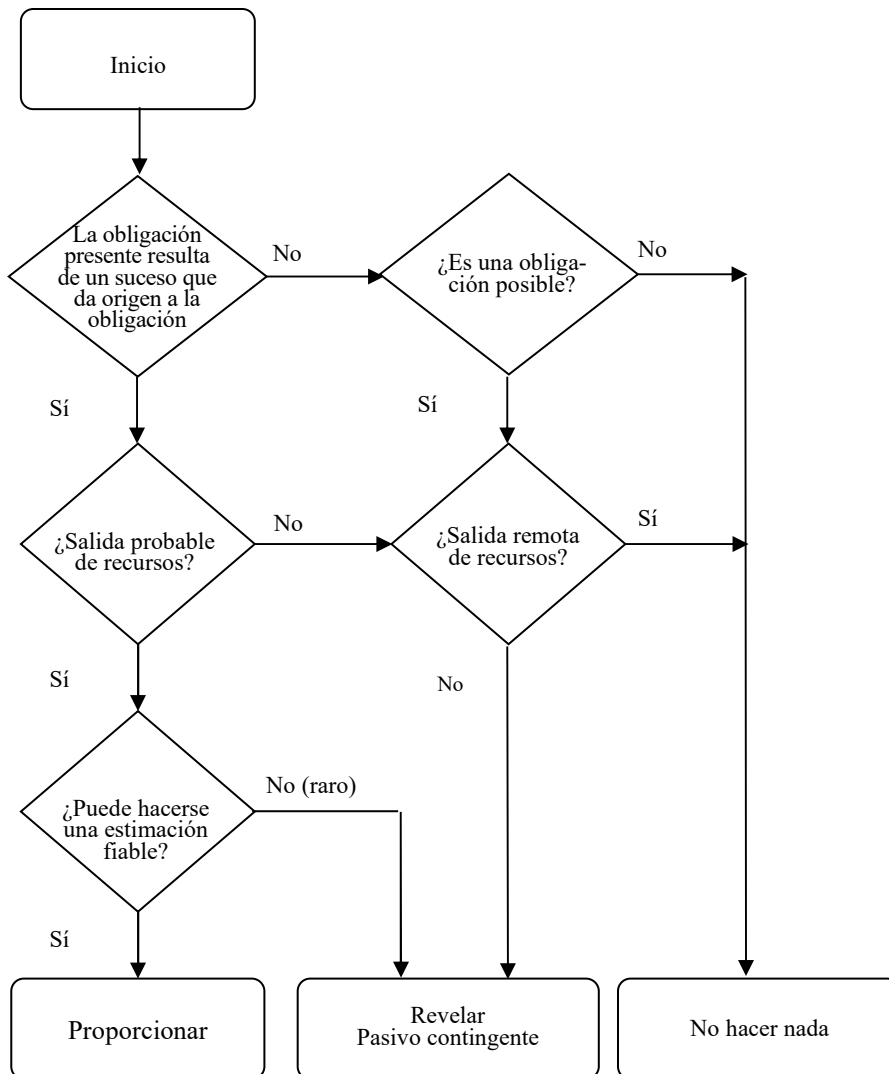 Inicio
La obligación
presente resulta
de un suceso que
da origen a la
obligación
No
¿Es una obliga-
ción posible?
No
Sí
Sí
¿Salida probable
de recursos?
No
¿Salida remota
de recursos?
Sí
Sí
No
¿Puede hacerse
una estimación
fiable?
No (raro)
Sí
Proporcionar
Revelar
Pasivo contingente
No hacer nada